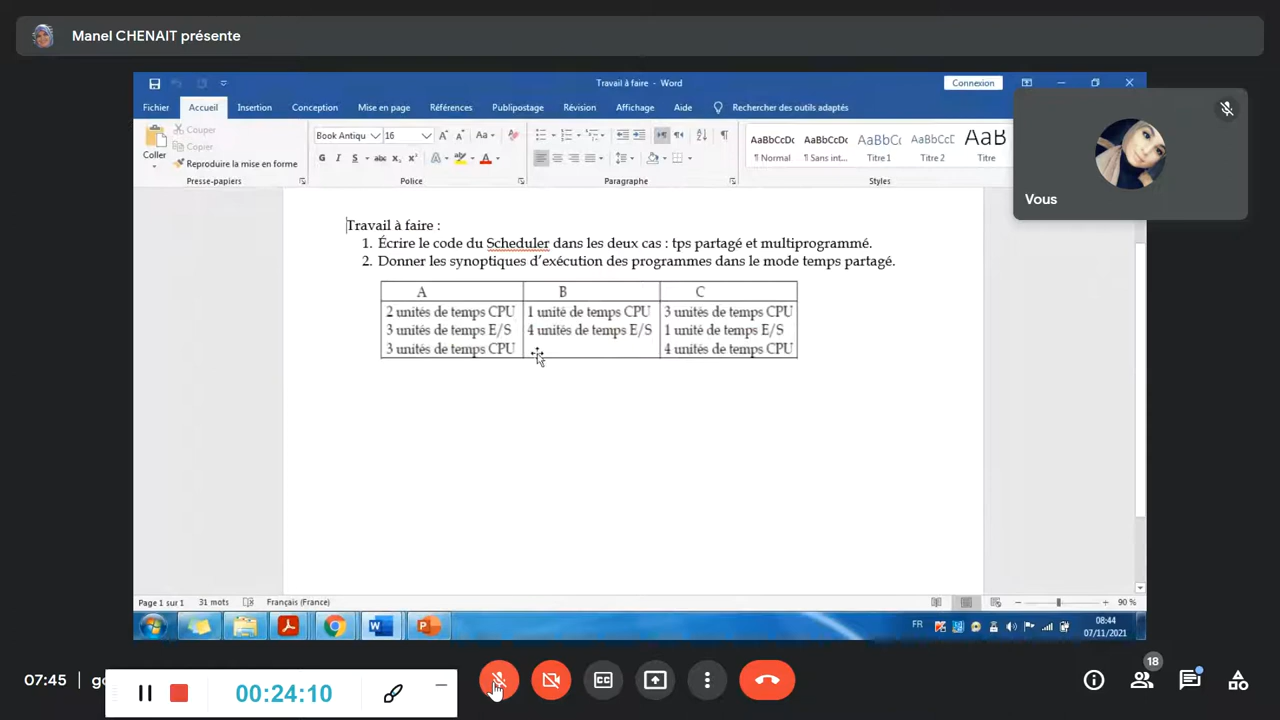 Manel CHENAIT présente
Travail à faire - Word
Connexion
Fichier Accueil Insertion Conception Mise en page Références Publipostage Révision Affichage Aide Rechercher des outils adaptés
Coller
Couper
Copier
Reproduire la mise en forme
Presse-papiers
Book Antiqu 16
Police
Paragraphe
AaBbCcDc AaBbCcDc AaBbCcD AaBbCcD AaB
¶ Normal ¶ Sans int... Titre 1 Titre 2 Titre
Styles
Vous
Travail à faire :
1. Écrire le code du Scheduler dans les deux cas : tps partagé et multiprogrammé.
2. Donner les synoptiques d'exécution des programmes dans le mode temps partagé.
A B C
2 unités de temps CPU 1 unité de temps CPU 3 unités de temps CPU
3 unités de temps E/S 4 unités de temps E/S 1 unité de temps E/S
3 unités de temps CPU 4 unités de temps CPU
Page 1 sur 1 31 mots Français (France) 90 %
FR 08:44
07/11/2021
07:45 go
00:24:10
18